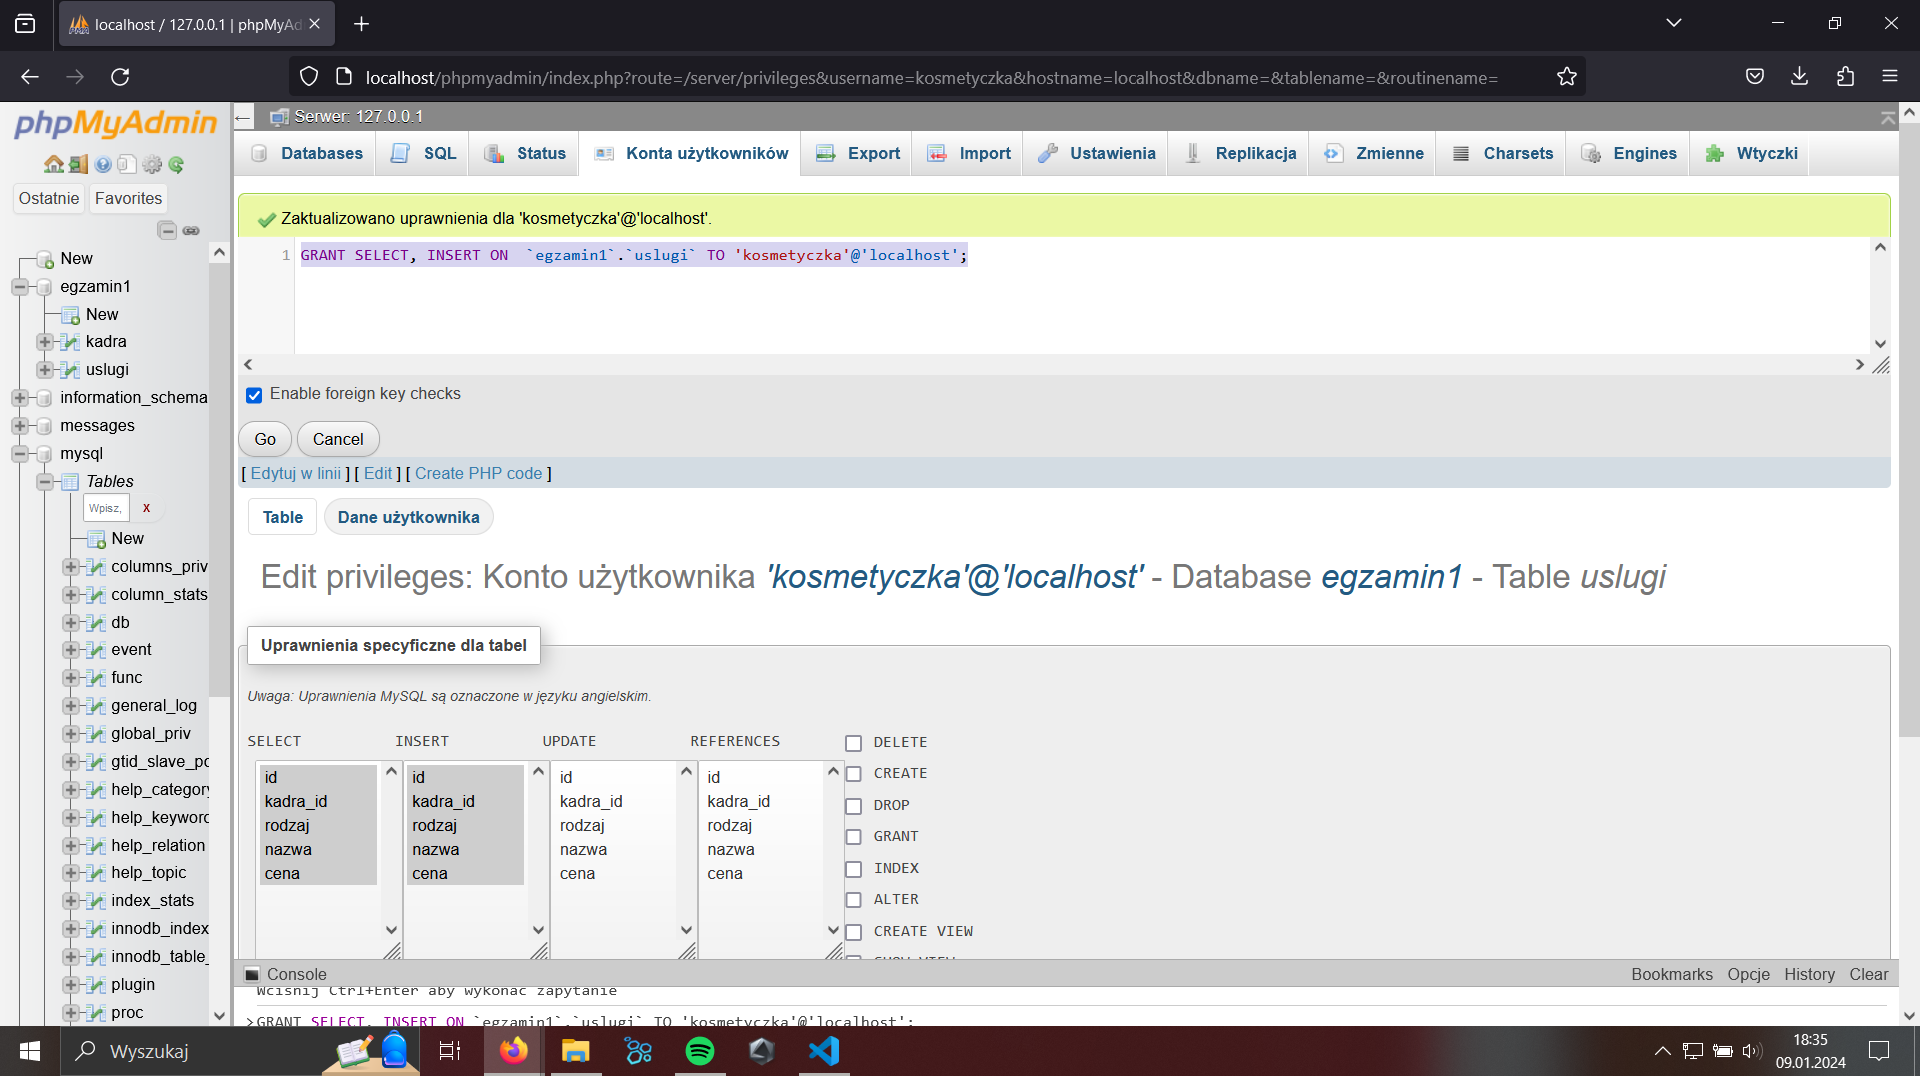 localhost / 127.0.0.1 | phpMyAd
localhost/phpmyadmin/index.php?route=/server/privileges&username=kosmetyczka&hostname=localhost&dbname=&tablename=&routinename=
phpMyAdmin
Ostatnie Favorites
New
egzamin1
New
kadra
uslugi
information_schema
messages
mysql
Tables
Wpisz, X
New
columns_priv
column_stats
db
event
func
general_log
global_priv
gtid_slave_po
help_category
help_keyword
help_relation
help_topic
index_stats
innodb_index
innodb_table_
plugin
proc
Serwer: 127.0.0.1
Databases SQL Status Konta użytkowników Export Import Ustawienia Replikacja Zmienne Charsets Engines Wtyczki
Zaktualizowano uprawnienia dla 'kosmetyczka'@'localhost'.
1 GRANT SELECT, INSERT ON `egzamin1`.`uslugi` TO 'kosmetyczka'@'localhost';
Enable foreign key checks
Go Cancel
[ Edytuj w linii ] [ Edit ] [ Create PHP code ]
Table Dane użytkownika
Edit privileges: Konto użytkownika 'kosmetyczka'@'localhost' - Database egzamin1 - Table uslugi
Uprawnienia specyficzne dla tabel
Uwaga: Uprawnienia MySQL są oznaczone w języku angielskim.
SELECT INSERT UPDATE REFERENCES
id id id id
kadra_id kadra_id kadra_id kadra_id
rodzaj rodzaj rodzaj rodzaj
nazwa nazwa nazwa nazwa
cena cena cena cena
DELETE
CREATE
DROP
GRANT
INDEX
ALTER
CREATE VIEW
SHOW VIEW
Console Bookmarks Opcje History Clear
Wciśnij Ctrl+Enter aby wykonać zapytanie
>GRANT SELECT, INSERT ON `egzamin1`.`uslugi` TO 'kosmetyczka'@'localhost';
Wyszukaj
18:35
09.01.2024